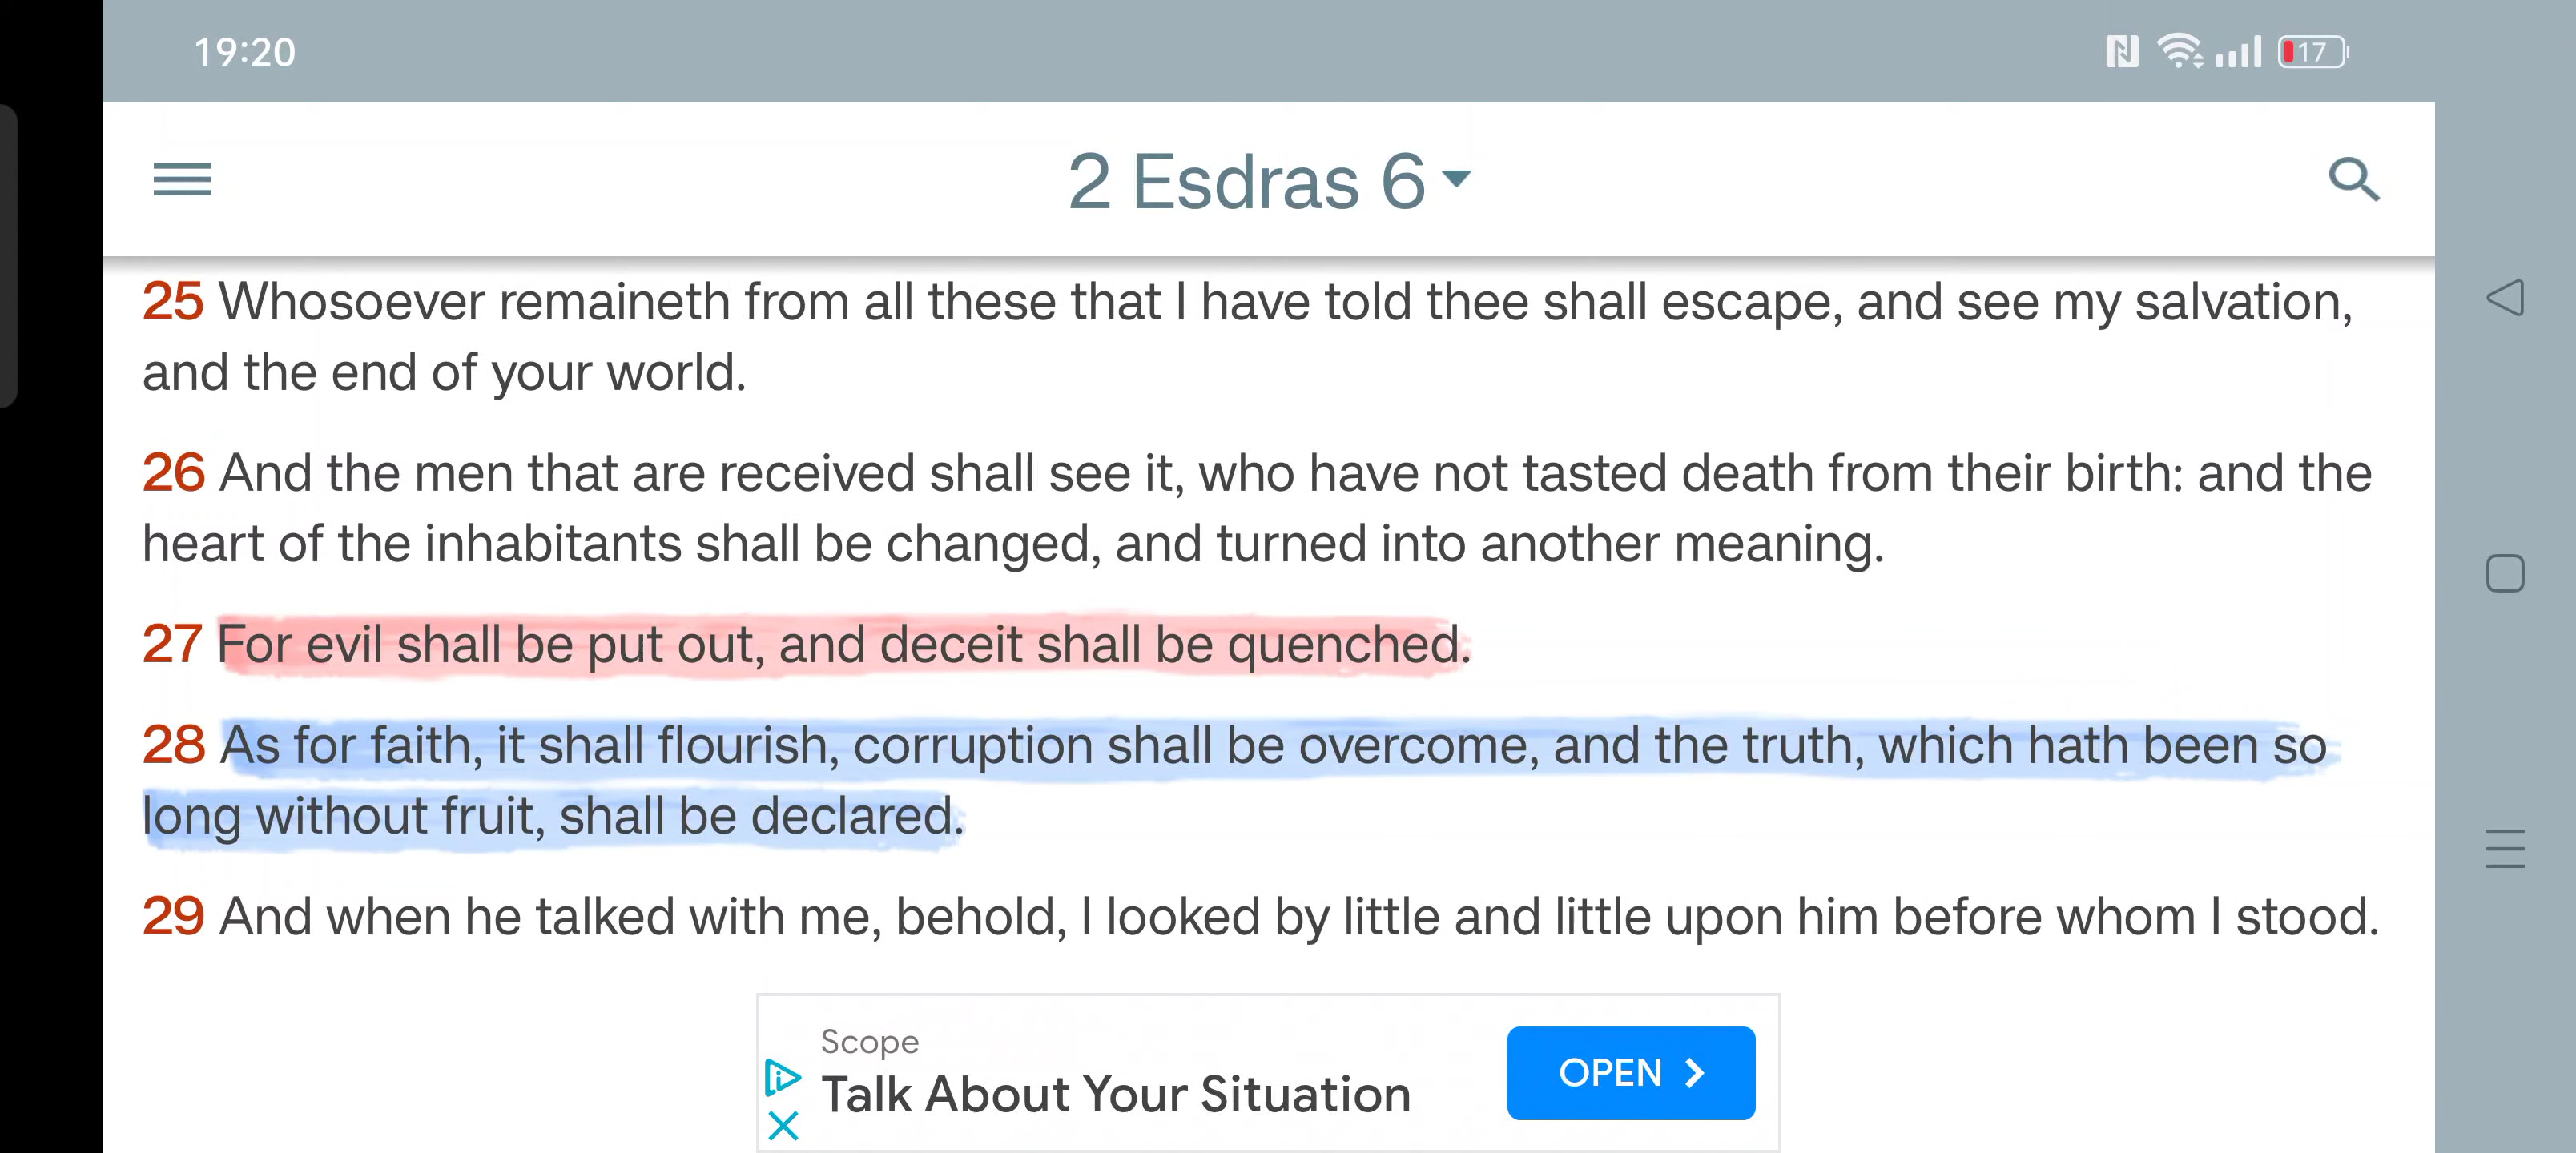 19:20
17
2 Esdras 6
25 Whosoever remaineth from all these that I have told thee shall escape, and see my salvation,
and the end of your world.
26 And the men that are received shall see it, who have not tasted death from their birth: and the
heart of the inhabitants shall be changed, and turned into another meaning.
27 For evil shall be put out, and deceit shall be quenched.
28 As for faith, it shall flourish, corruption shall be overcome, and the truth, which hath been so
long without fruit, shall be declared.
29 And when he talked with me, behold, I looked by little and little upon him before whom I stood.
Scope
Talk About Your Situation
OPEN